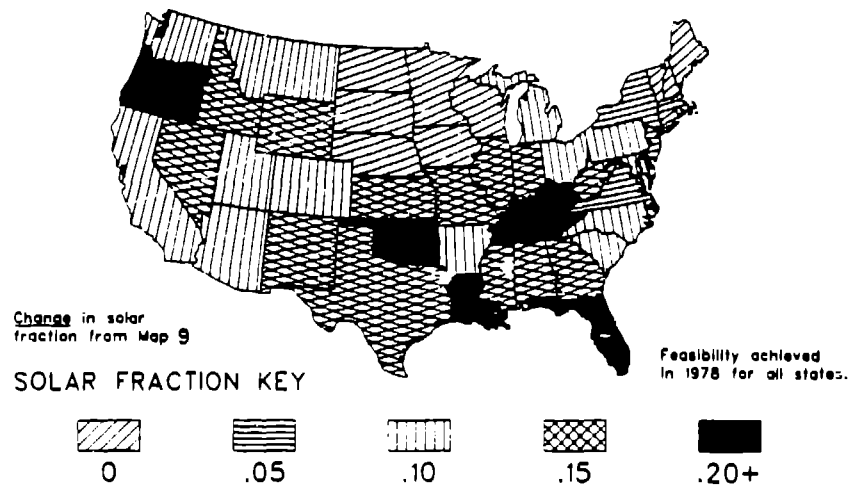 Change in solar
fraction from Map 9
Feasibility achieved
in 1978 for all states.
SOLAR FRACTION KEY
0
.05
.10
.15
.20+